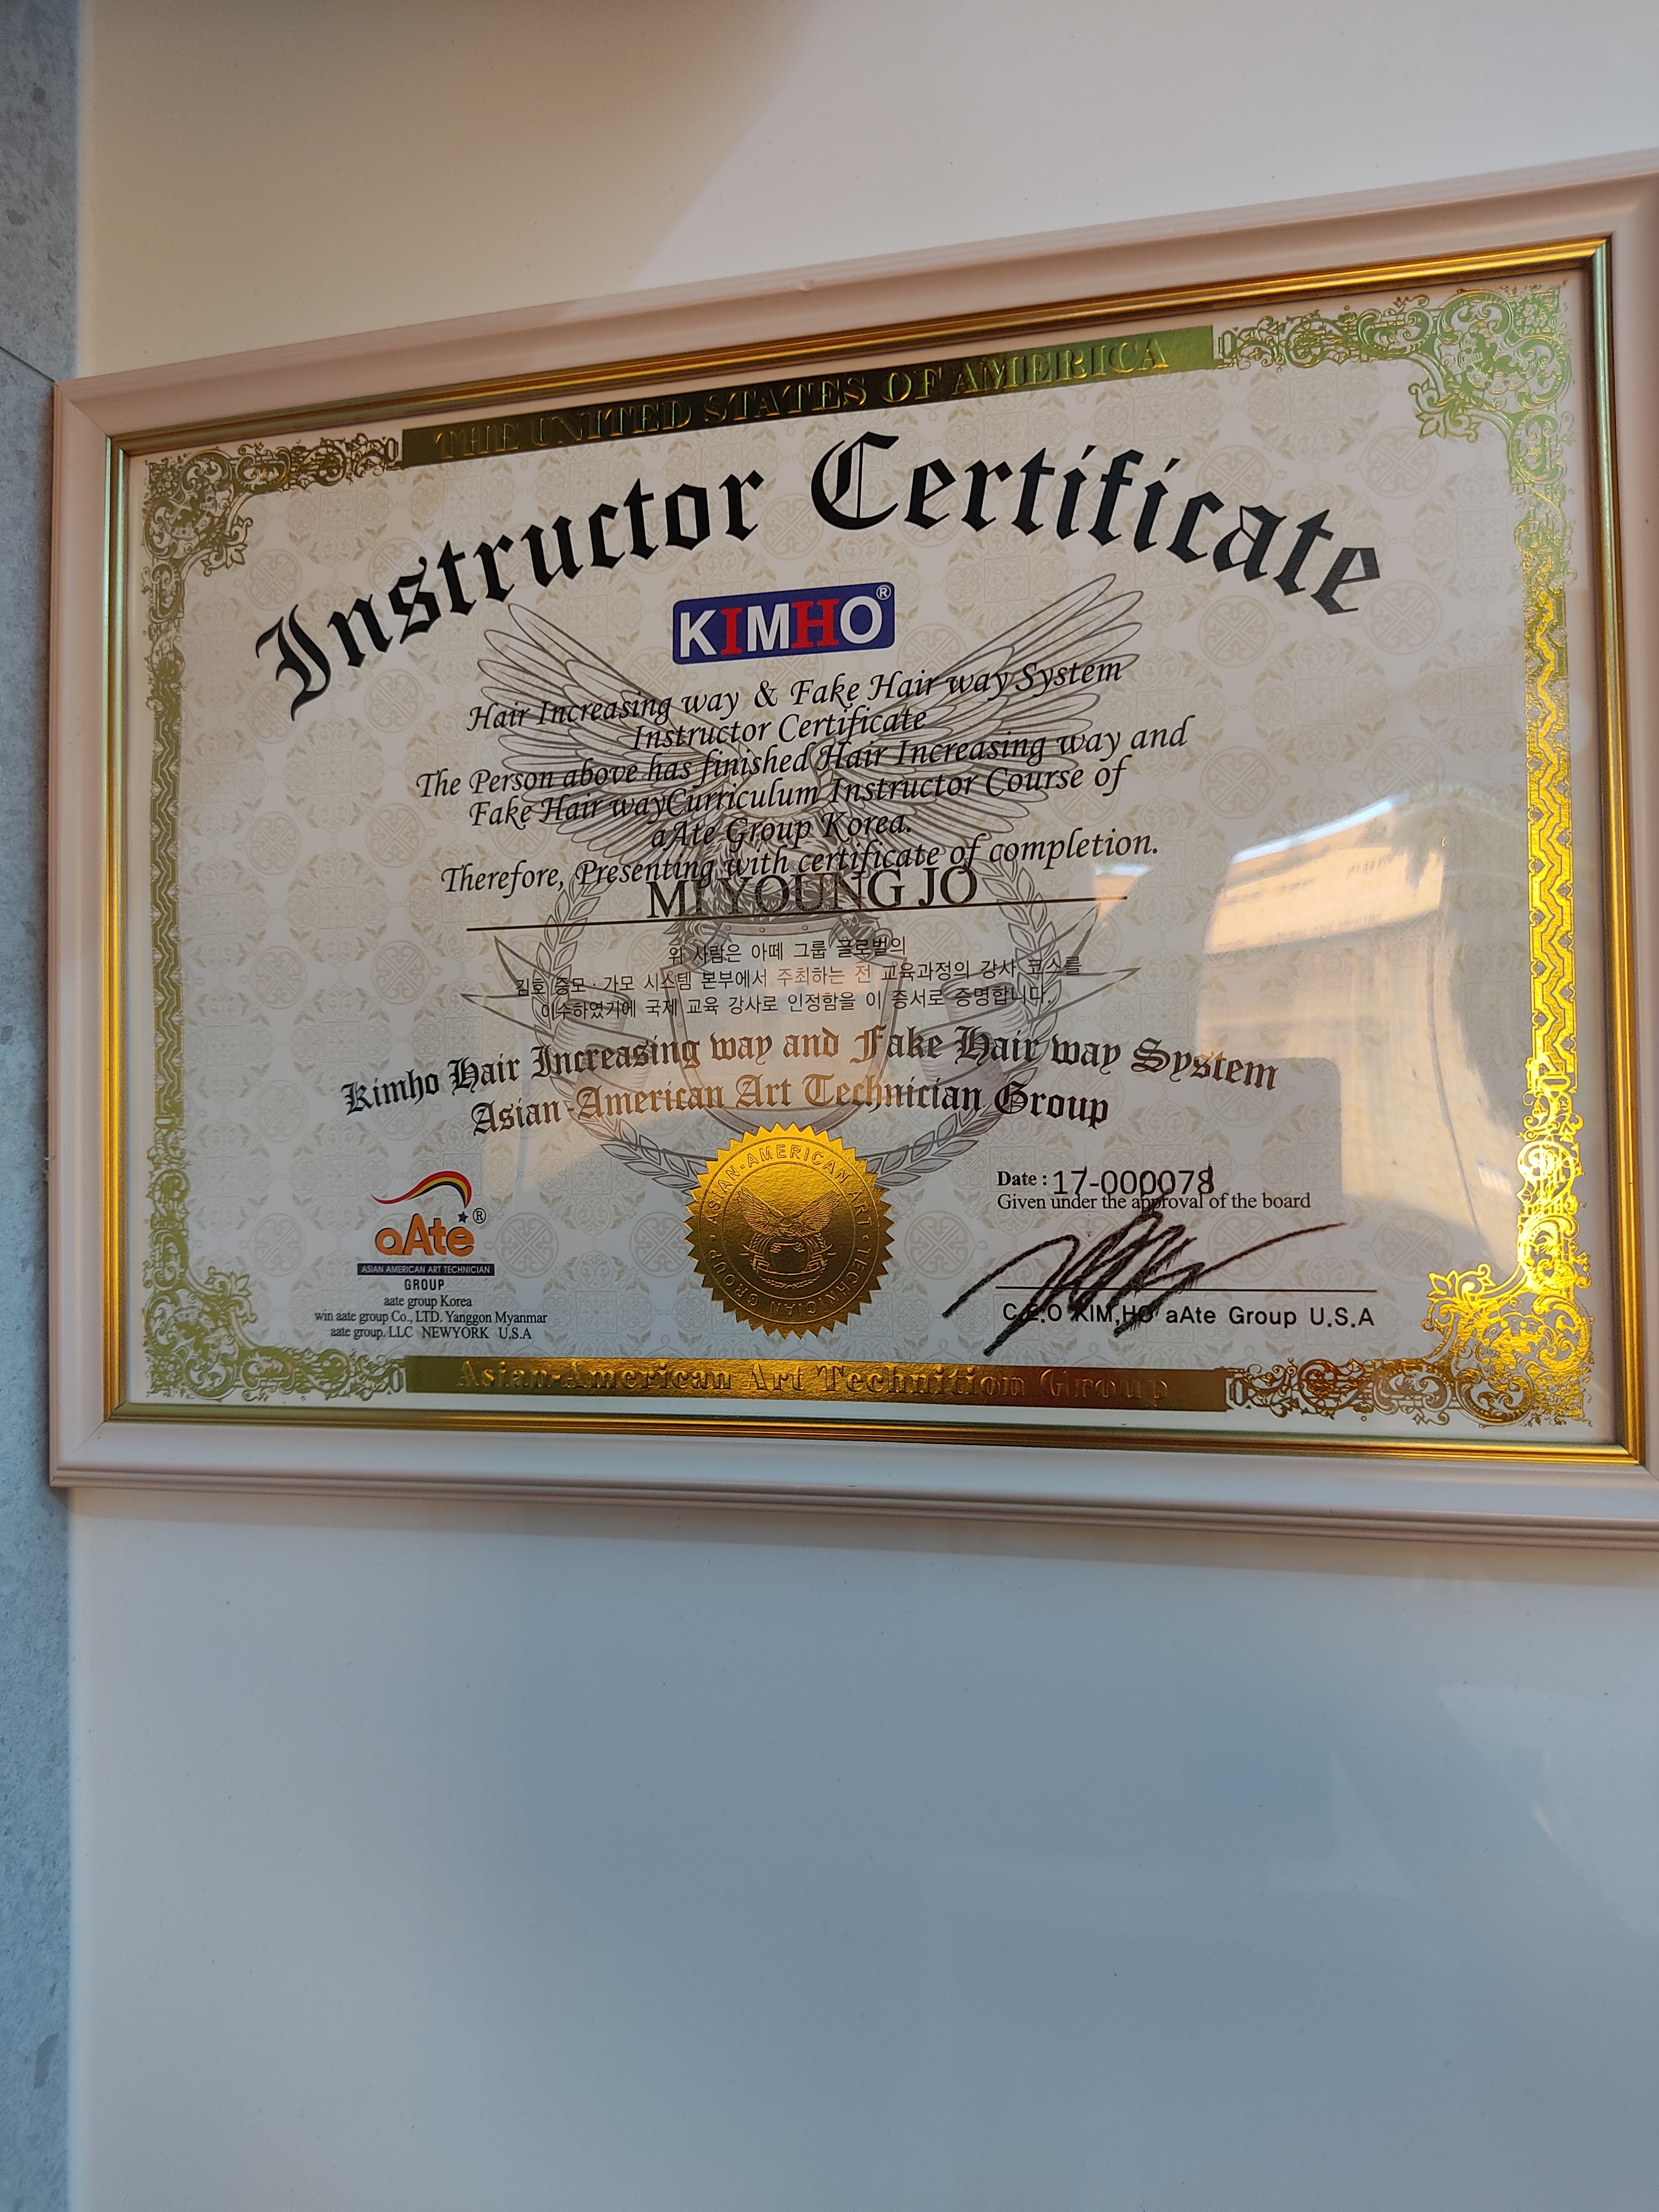 THE UNITED STATES OF AMERICA
Instructor Certificate
KIMHO®
Hair Increasing way & Fake Hair way System
Instructor Certificate
The Person above has finished Hair Increasing way and
Fake Hair wayCurriculum Instructor Course of
aAte Group Korea.
Therefore, Presenting with certificate of completion.
MI YOUNG JO
위 사람은 아떼 그룹 글로벌의
김호 증모 · 가모 시스템 본부에서 주최하는 전 교육과정의 강사 코스를
이수하였기에 국제 교육 강사로 인정함을 이 증서로 증명합니다.
Kimho Hair Increasing way and Fake Hair way System
Asian-American Art Technician Group
aAte®
ASIAN AMERICAN ART TECHNICIAN
GROUP
aate group Korea
win aate group Co., LTD. Yanggon Myanmar
aate group. LLC NEWYORK U.S.A
ASIAN-AMERICAN ART · TECHNICIAN GROUP ·
Date : 17-000078
Given under the approval of the board
C.E.O KIM,HO aAte Group U.S.A
Asian-American Art Technition Group